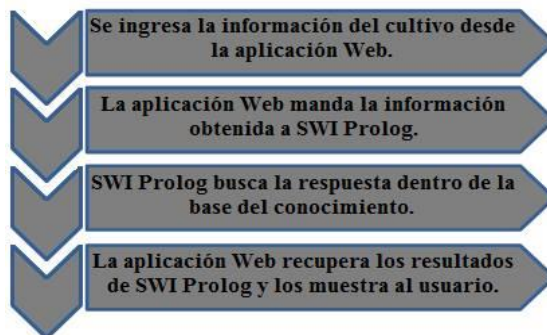 Se ingresa la información del cultivo desde
la aplicación Web.
La aplicación Web manda la información
obtenida a SWI Prolog.
SWI Prolog busca la respuesta dentro de la
base del conocimiento.
La aplicación Web recupera los resultados
de SWI Prolog y los muestra al usuario.